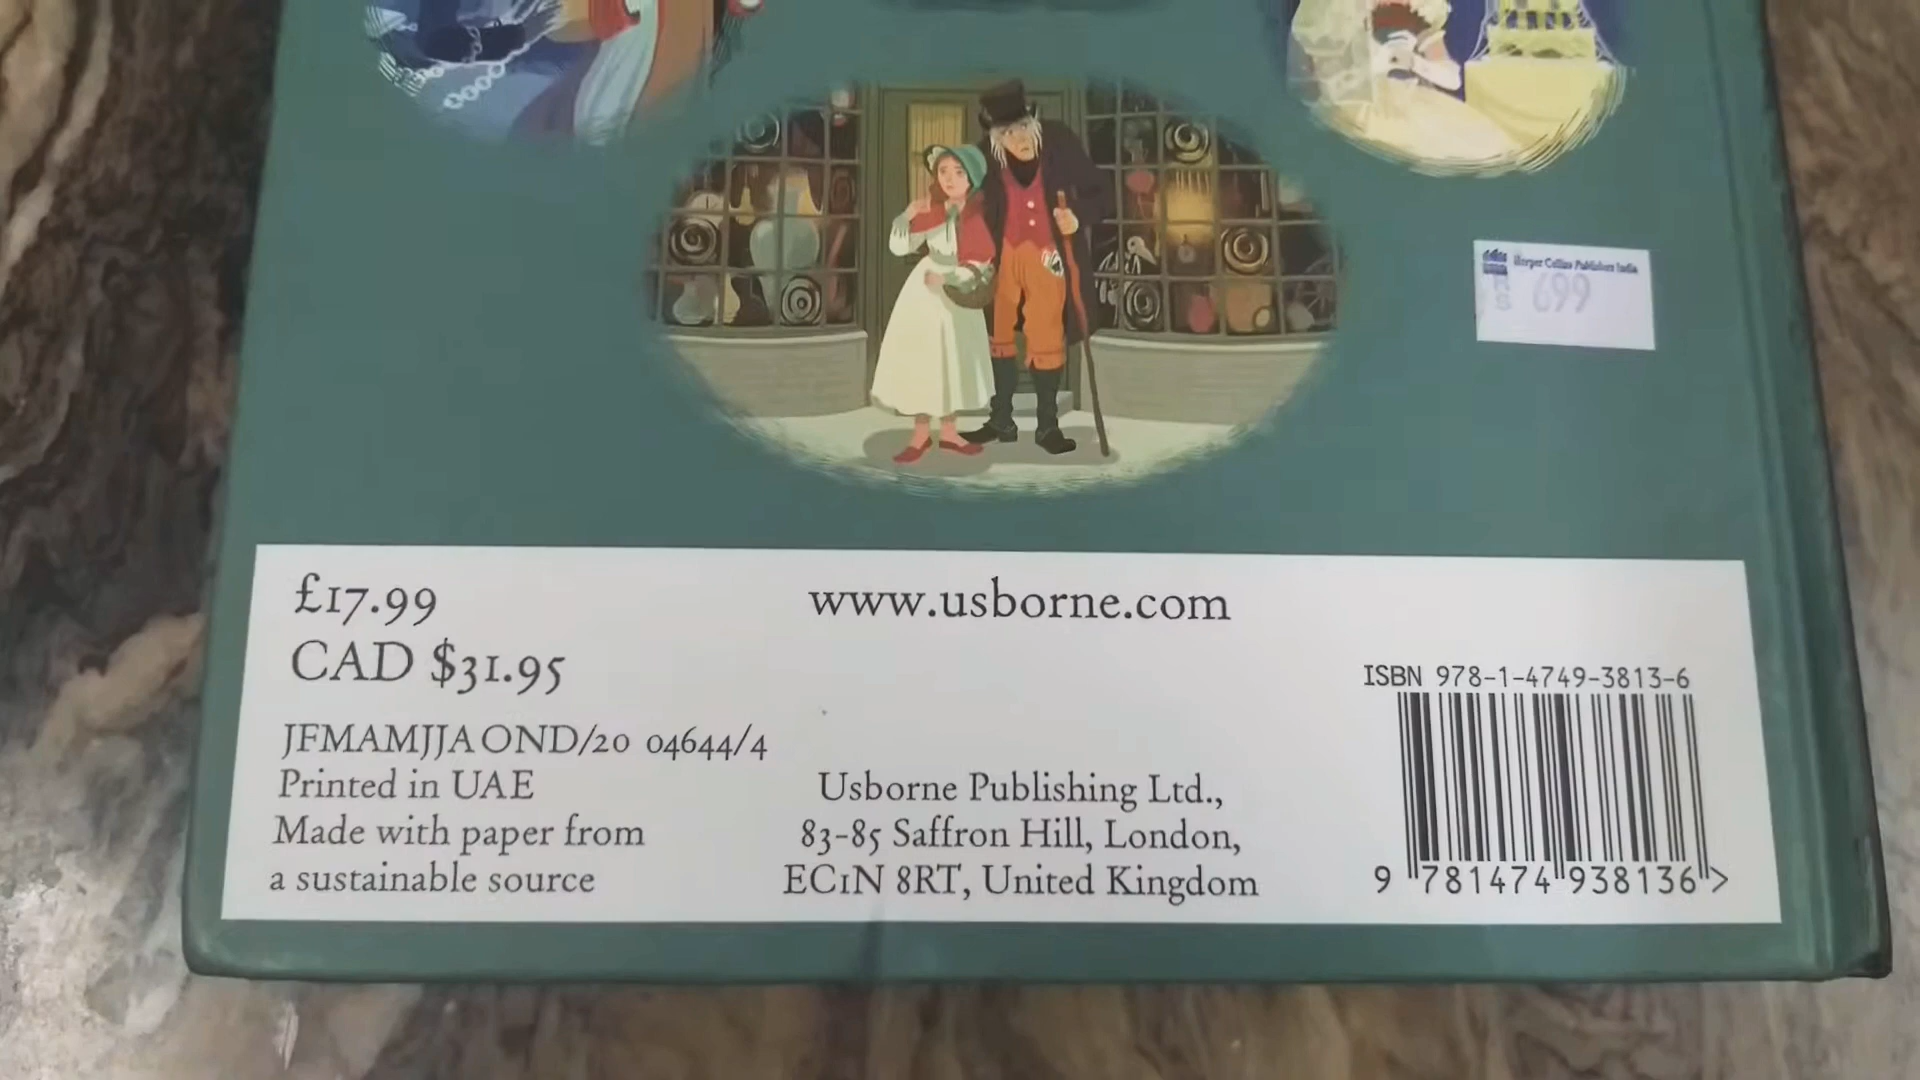 Harper Collins Publishers India
RS 699
£17.99
CAD $31.95
www.usborne.com
JFMAMJJA OND/20 04644/4
Printed in UAE
Made with paper from
a sustainable source
Usborne Publishing Ltd.,
83-85 Saffron Hill, London,
EC1N 8RT, United Kingdom
ISBN 978-1-4749-3813-6
9 781474 938136 >